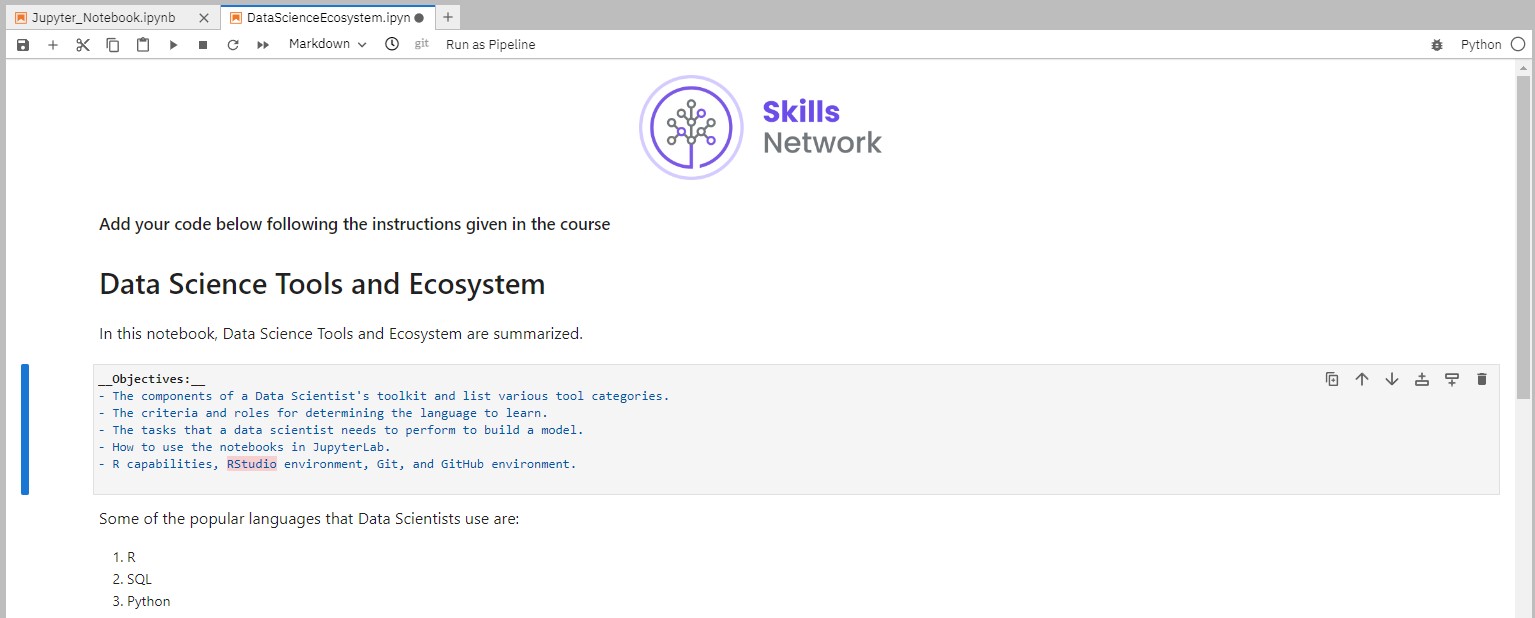 Jupyter_Notebook.ipynb DataScienceEcosystem.ipyn
Markdown git Run as Pipeline Python
Skills
Network
Add your code below following the instructions given in the course
Data Science Tools and Ecosystem
In this notebook, Data Science Tools and Ecosystem are summarized.
__Objectives:__
- The components of a Data Scientist's toolkit and list various tool categories.
- The criteria and roles for determining the language to learn.
- The tasks that a data scientist needs to perform to build a model.
- How to use the notebooks in JupyterLab.
- R capabilities, RStudio environment, Git, and GitHub environment.
Some of the popular languages that Data Scientists use are:
1. R
2. SQL
3. Python